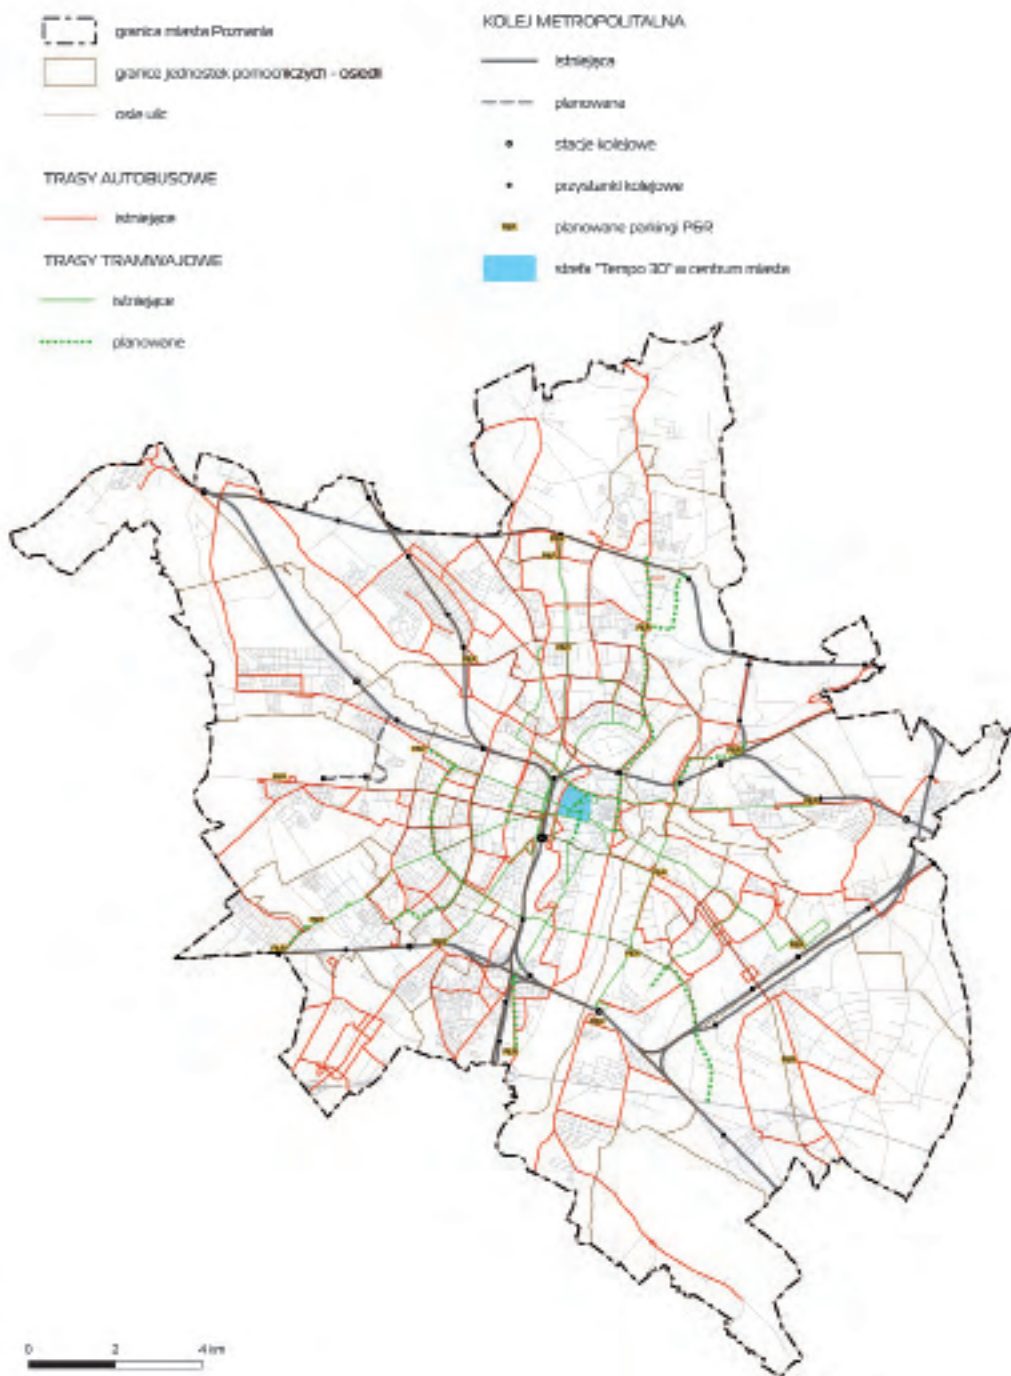 granica miasta Poznania
granice jednostek pomocniczych - osiedli
osie ulic
TRASY AUTOBUSOWE
istniejące
TRASY TRAMWAJOWE
istniejące
planowane
KOLEJ METROPOLITALNA
istniejąca
planowana
stacje kolejowe
przystanki kolejowe
planowane parkingi P&R
strefa "Tempo 30" w centrum miasta
0 2 4 km